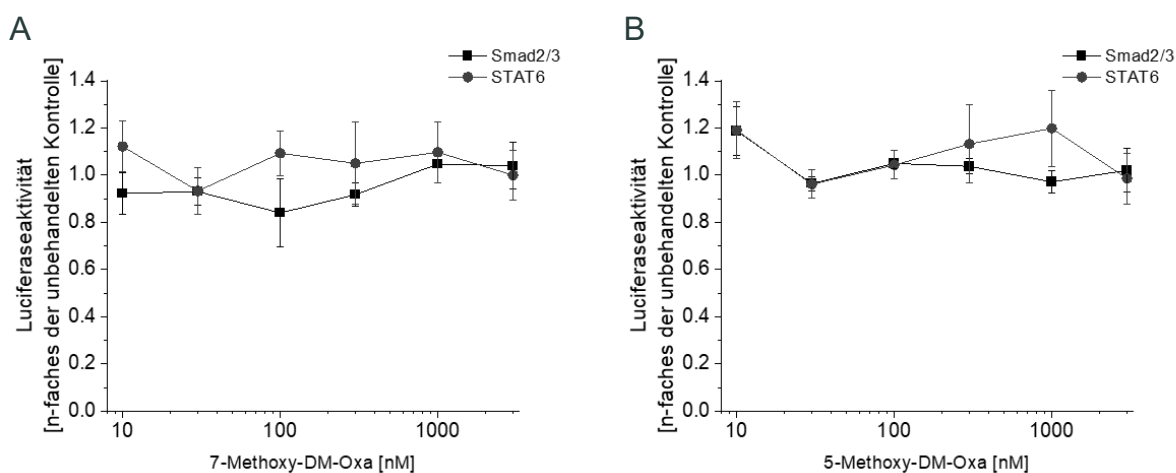 A
Smad2/3
STAT6
Luciferaseaktivität
[n-faches der unbehandelten Kontrolle]
1.4
1.2
1.0
0.8
0.6
0.4
0.2
0.0
10
100
1000
7-Methoxy-DM-Oxa [nM]
B
Smad2/3
STAT6
Luciferaseaktivität
[n-faches der unbehandelten Kontrolle]
1.4
1.2
1.0
0.8
0.6
0.4
0.2
0.0
10
100
1000
5-Methoxy-DM-Oxa [nM]